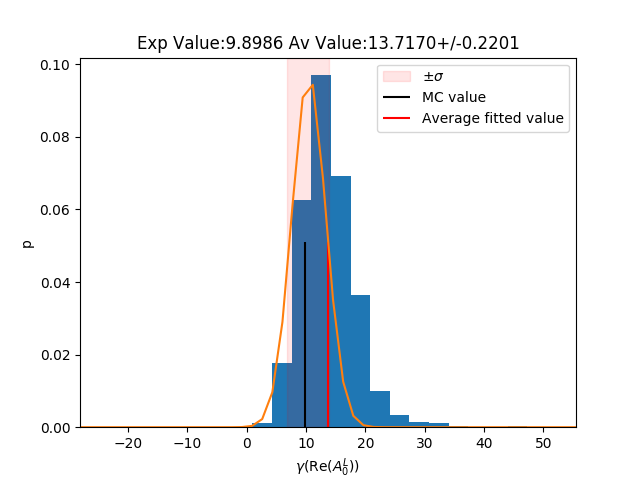 Exp Value:9.8986 Av Value:13.7170+/-0.2201
±σ
MC value
Average fitted value
p
0.10
0.08
0.06
0.04
0.02
0.00
−20 −10 0 10 20 30 40 50
γ(Re(A₀ᴸ))